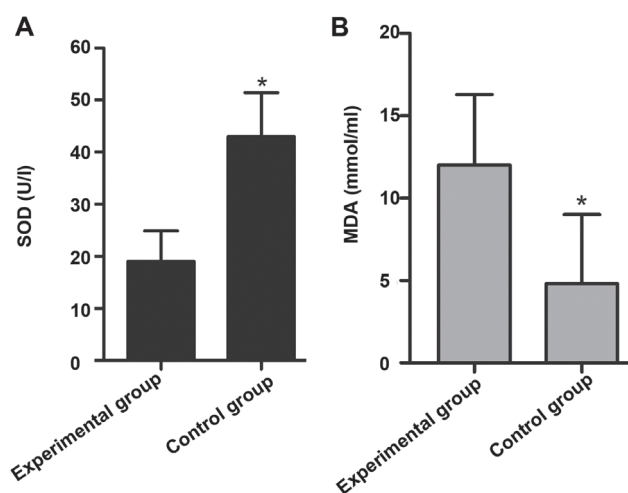 A
60
50
40
30
20
10
0
SOD (U/l)
*
Experimental group
Control group
B
20
15
10
5
0
MDA (mmol/ml)
*
Experimental group
Control group